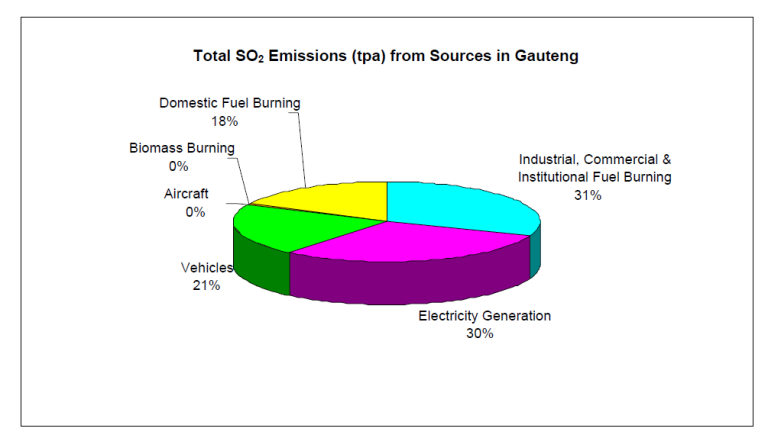 Total SO₂ Emissions (tpa) from Sources in Gauteng
Domestic Fuel Burning
18%
Biomass Burning
0%
Aircraft
0%
Vehicles
21%
Industrial, Commercial &
Institutional Fuel Burning
31%
Electricity Generation
30%